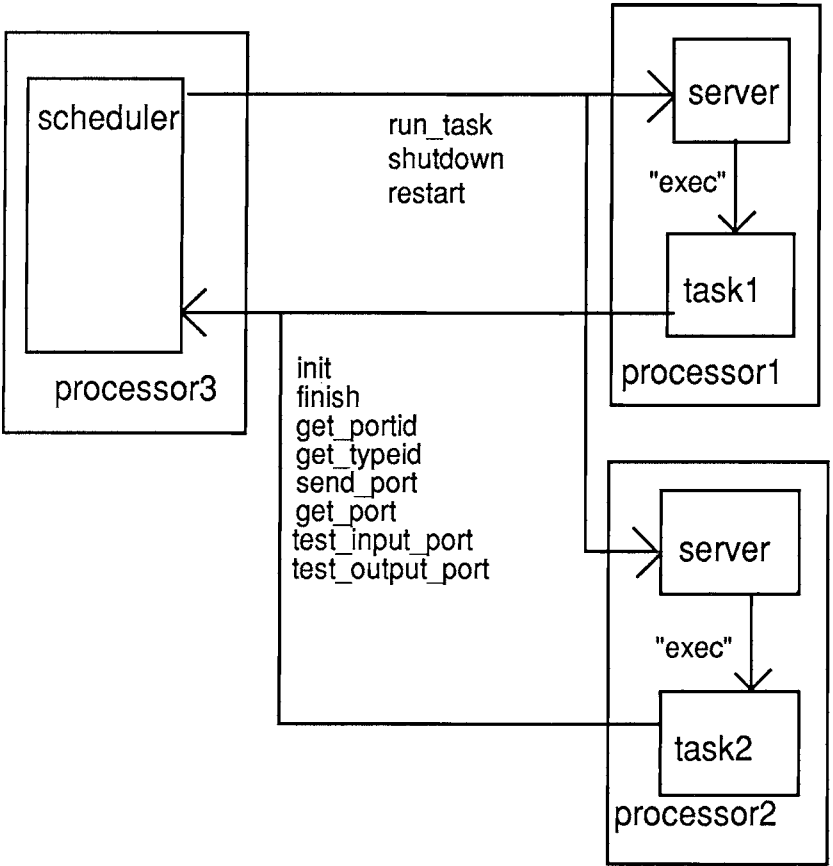 scheduler
processor3
run_task
shutdown
restart
server
"exec"
task1
processor1
init
finish
get_portid
get_typeid
send_port
get_port
test_input_port
test_output_port
server
"exec"
task2
processor2